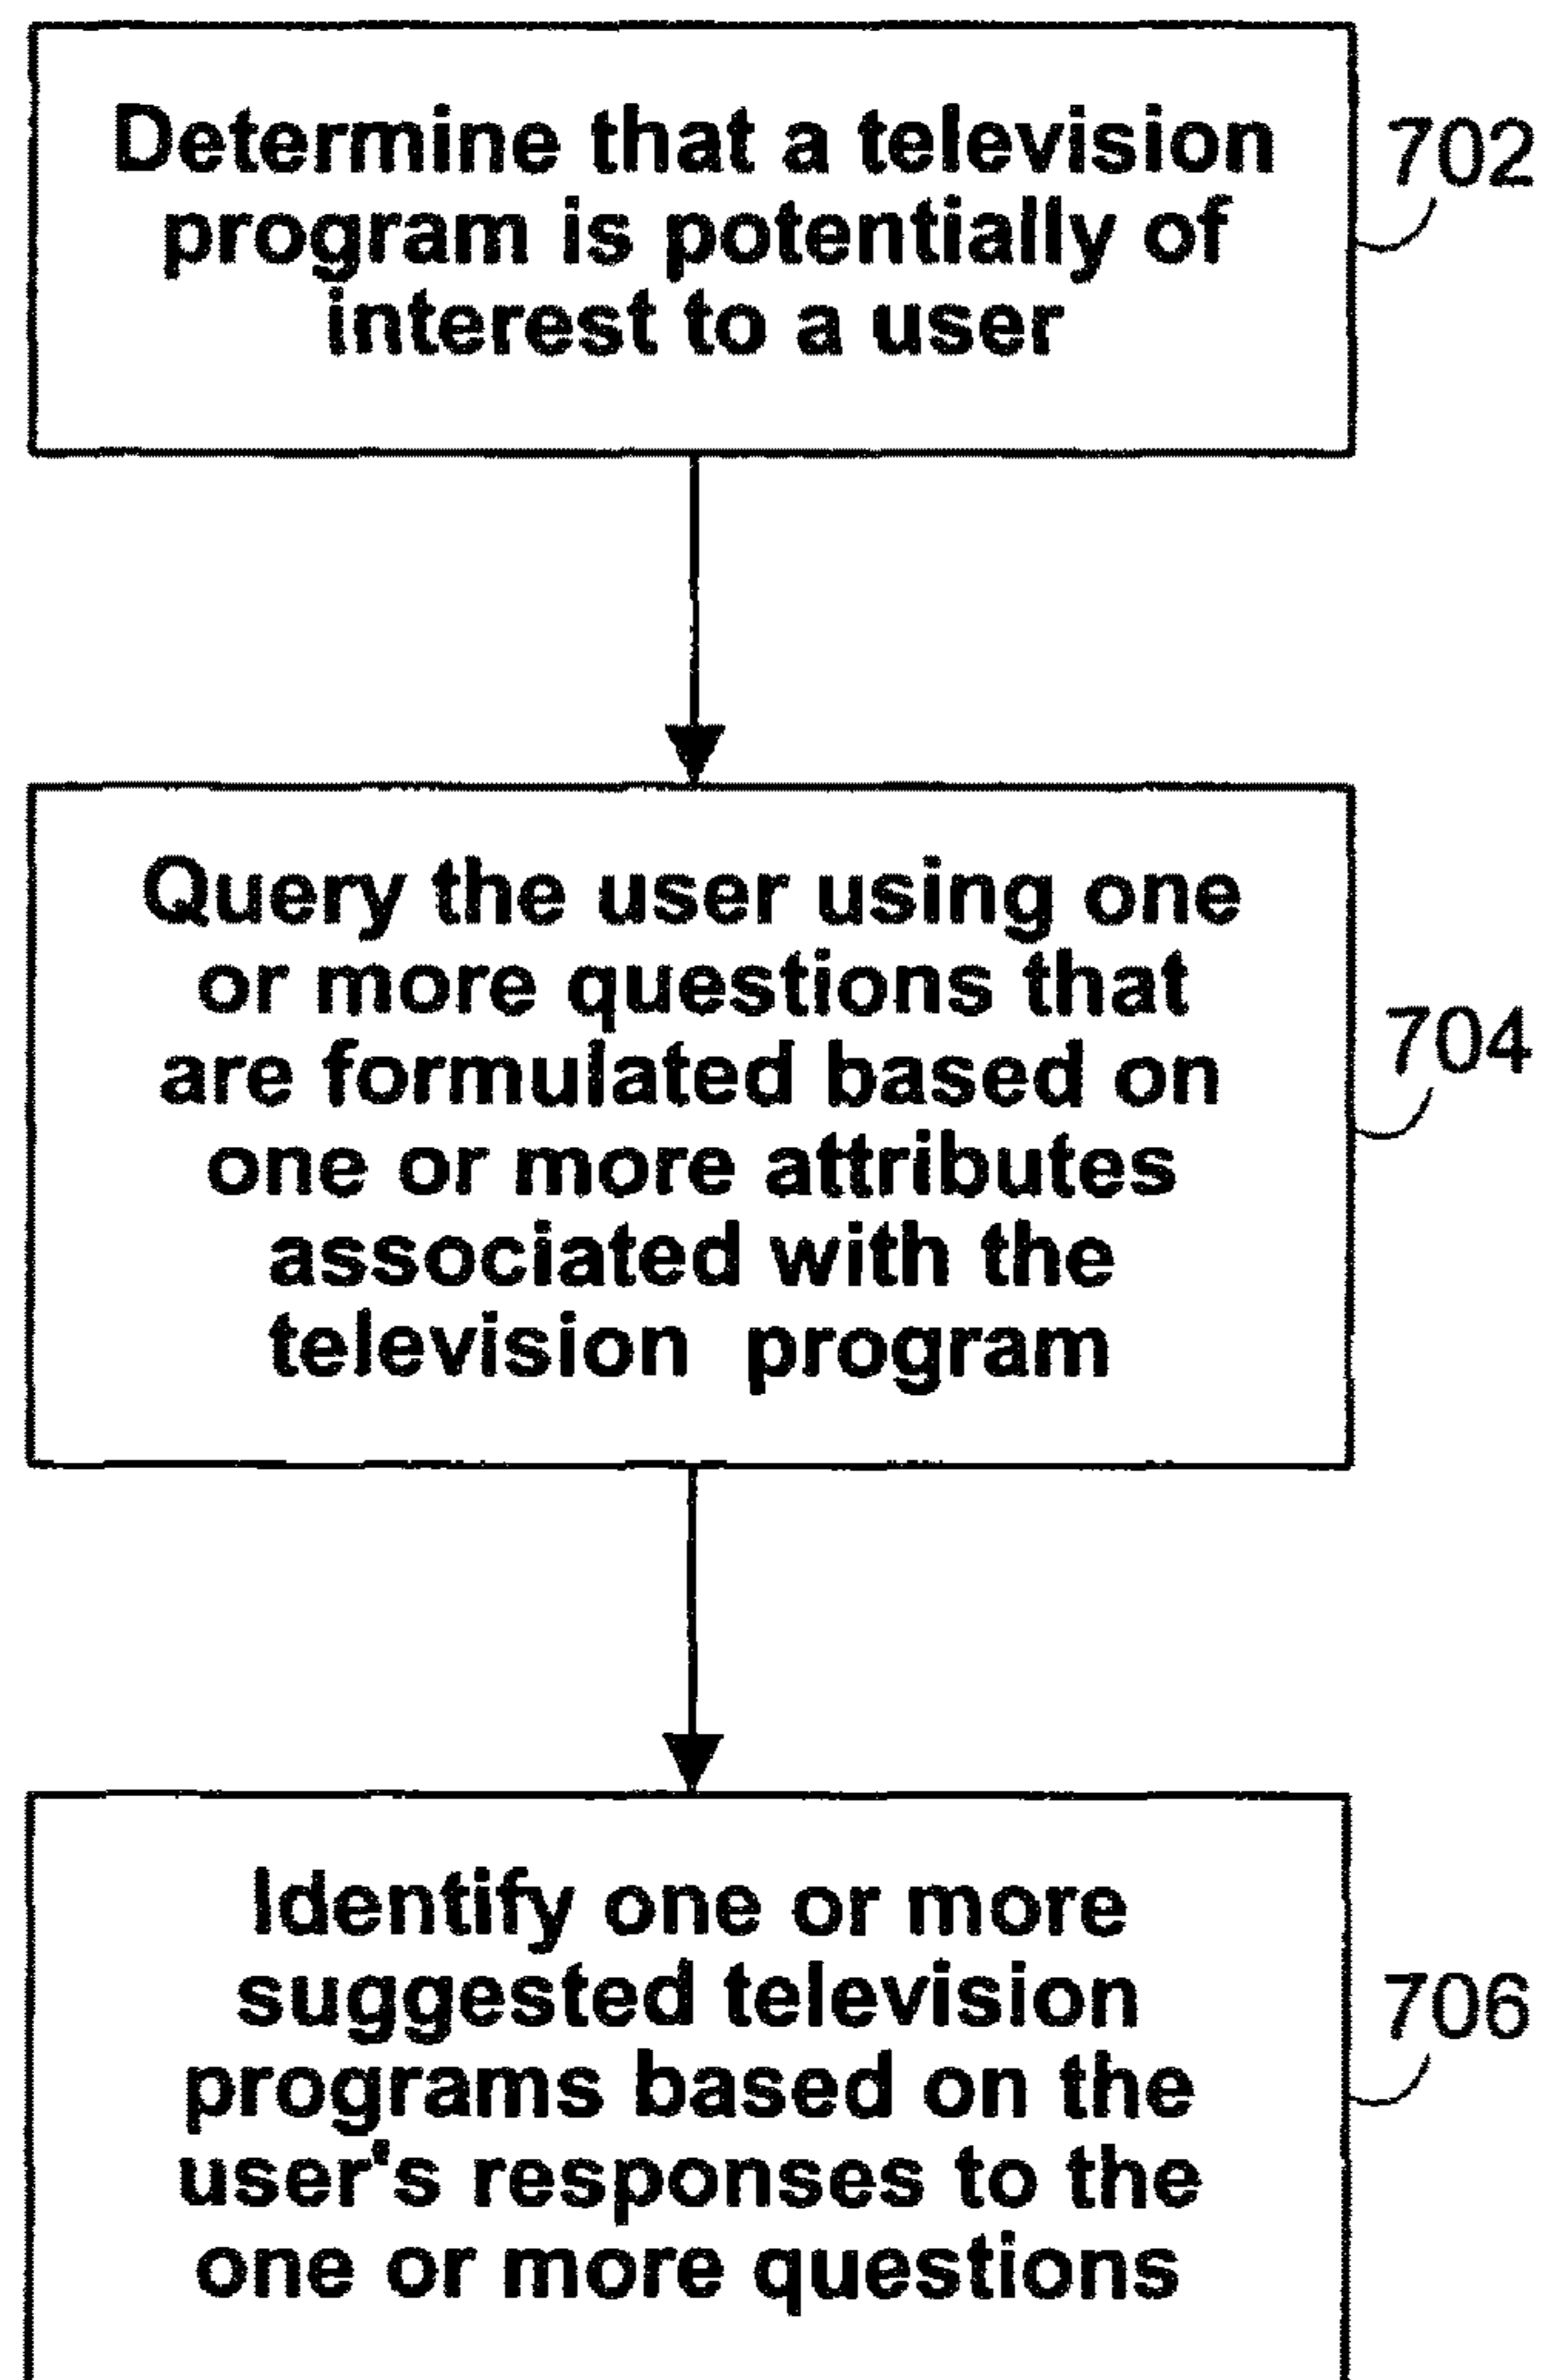 Determine that a television
program is potentially of
interest to a user
702
Query the user using one
or more questions that
are formulated based on
one or more attributes
associated with the
television program
704
Identify one or more
suggested television
programs based on the
user's responses to the
one or more questions
706